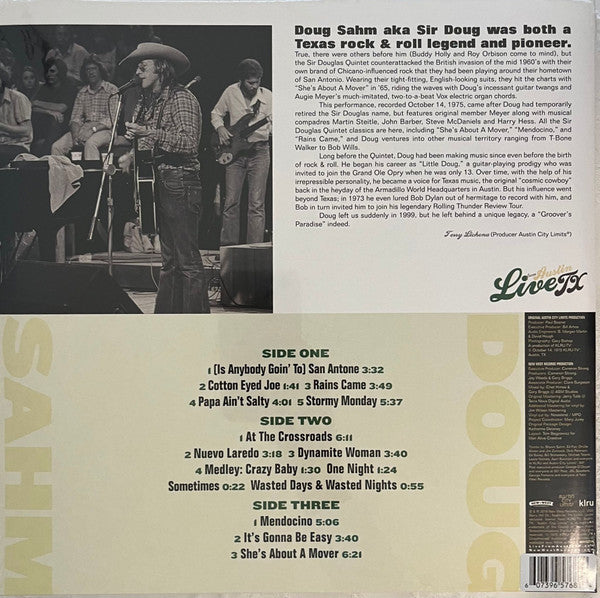 Doug Sahm aka Sir Doug was both a
Texas rock & roll legend and pioneer.
True, there were others before him (Buddy Holly and Roy Orbison come to mind), but
the Sir Douglas Quintet counterattacked the British invasion of the mid 1960's with their
own brand of Chicano-influenced rock that they had been playing around their hometown
of San Antonio. Wearing their tight-fitting, English-looking suits, they hit the charts with
"She's About A Mover" in '65, riding the waves with Doug's incessant guitar twangs and
Augie Meyer's much-imitated, two-to-a-beat Vox electric organ chords.
This performance, recorded October 14, 1975, came after Doug had temporarily
retired the Sir Douglas name, but features original member Meyer along with musical
compadres Martin Steitle, John Barber, Steve McDaniels and Harry Hess. All the Sir
Douglas Quintet classics are here, including "She's About A Mover," "Mendocino," and
"Rains Came," and Doug ventures into other musical territory ranging from T-Bone
Walker to Bob Wills.
Long before the Quintet, Doug had been making music since even before the birth
of rock & roll. He began his career as "Little Doug," a guitar-playing prodigy who was
invited to join the Grand Ole Opry when he was only 13. Over time, with the help of his
irrepressible personality, he became a voice for Texas music, the original "cosmic cowboy"
back in the heyday of the Armadillo World Headquarters in Austin. But his influence went
beyond Texas; in 1973 he even lured Bob Dylan out of hermitage to record with him, and
Bob in turn invited him to join his legendary Rolling Thunder Review Tour.
Doug left us suddenly in 1999, but he left behind a unique legacy, a "Groover's
Paradise" indeed.
Terry Lickona (Producer Austin City Limits®)
Live from Austin TX
SAHM
DOUG
SIDE ONE
1 (Is Anybody Goin' To) San Antone 3:32
2 Cotton Eyed Joe 1:41 3 Rains Came 3:49
4 Papa Ain't Salty 4:01 5 Stormy Monday 5:37
SIDE TWO
1 At The Crossroads 6:11
2 Nuevo Laredo 3:18 3 Dynamite Woman 3:40
4 Medley: Crazy Baby 1:30 One Night 1:24
Sometimes 0:22 Wasted Days & Wasted Nights 0:55
SIDE THREE
1 Mendocino 5:06
2 It's Gonna Be Easy 3:40
3 She's About A Mover 6:21
ORIGINAL AUSTIN CITY LIMITS PRODUCTION
NEW WEST RECORDS PRODUCTION
NEW WEST
klru
6 07396 5768